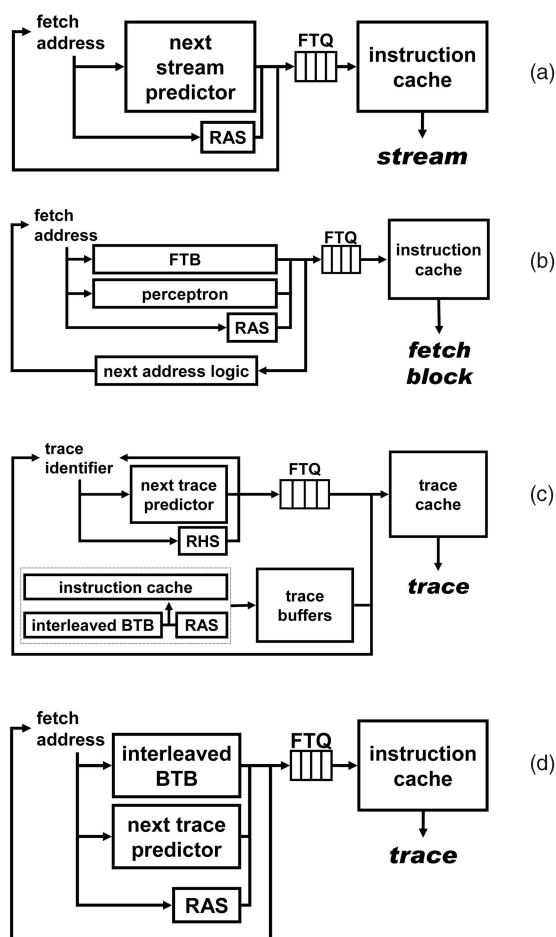 fetch
address
next
stream
predictor
RAS
FTQ
instruction
cache
stream
(a)
fetch
address
FTB
perceptron
RAS
next address logic
FTQ
instruction
cache
fetch
block
(b)
trace
identifier
next trace
predictor
RHS
FTQ
trace
cache
trace
instruction cache
interleaved BTB
RAS
trace
buffers
(c)
fetch
address
interleaved
BTB
next trace
predictor
RAS
FTQ
instruction
cache
trace
(d)